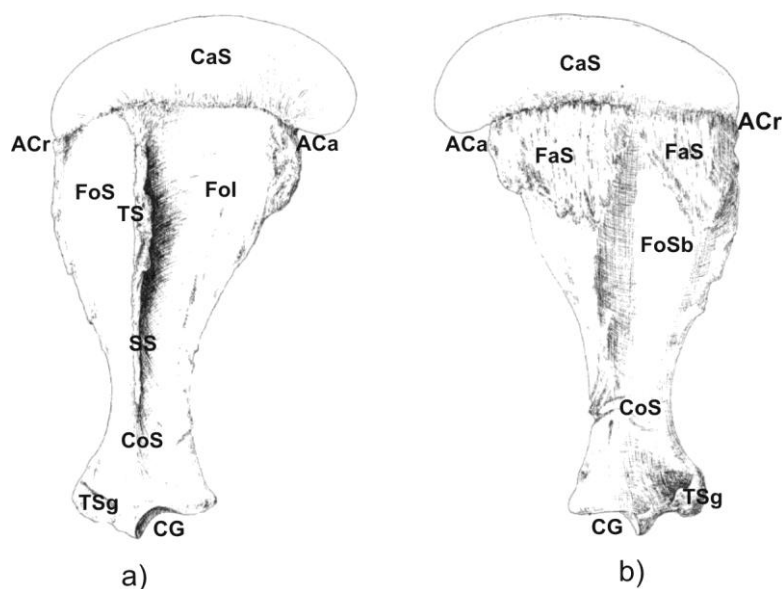 CaS
ACr
ACa
FoS
TS
FoI
SS
CoS
TSg
CG
a)
CaS
ACa
ACr
FaS
FaS
FoSb
CoS
TSg
CG
b)